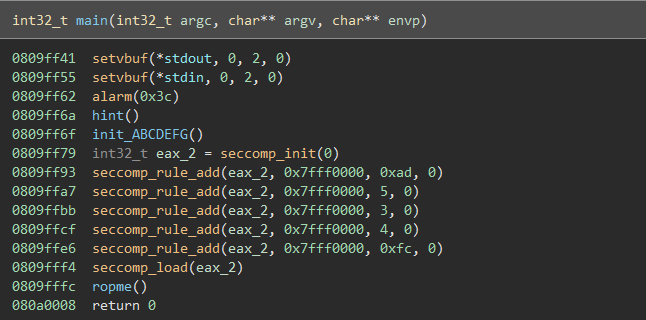 int32_t main(int32_t argc, char** argv, char** envp)
0809ff41 setvbuf(*stdout, 0, 2, 0)
0809ff55 setvbuf(*stdin, 0, 2, 0)
0809ff62 alarm(0x3c)
0809ff6a hint()
0809ff6f init_ABCDEFG()
0809ff79 int32_t eax_2 = seccomp_init(0)
0809ff93 seccomp_rule_add(eax_2, 0x7fff0000, 0xad, 0)
0809ffa7 seccomp_rule_add(eax_2, 0x7fff0000, 5, 0)
0809ffbb seccomp_rule_add(eax_2, 0x7fff0000, 3, 0)
0809ffcf seccomp_rule_add(eax_2, 0x7fff0000, 4, 0)
0809ffe6 seccomp_rule_add(eax_2, 0x7fff0000, 0xfc, 0)
0809fff4 seccomp_load(eax_2)
0809fffc ropme()
080a0008 return 0